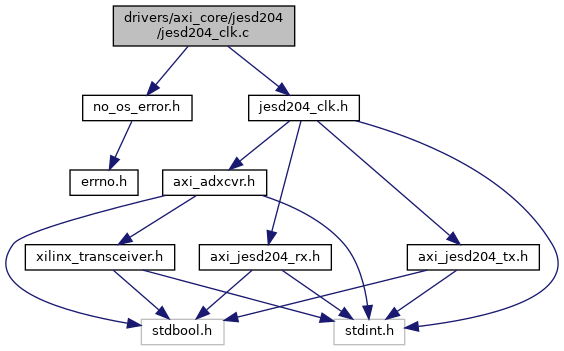 drivers/axi_core/jesd204
/jesd204_clk.c
no_os_error.h
jesd204_clk.h
errno.h
axi_adxcvr.h
xilinx_transceiver.h
axi_jesd204_rx.h
axi_jesd204_tx.h
stdbool.h
stdint.h